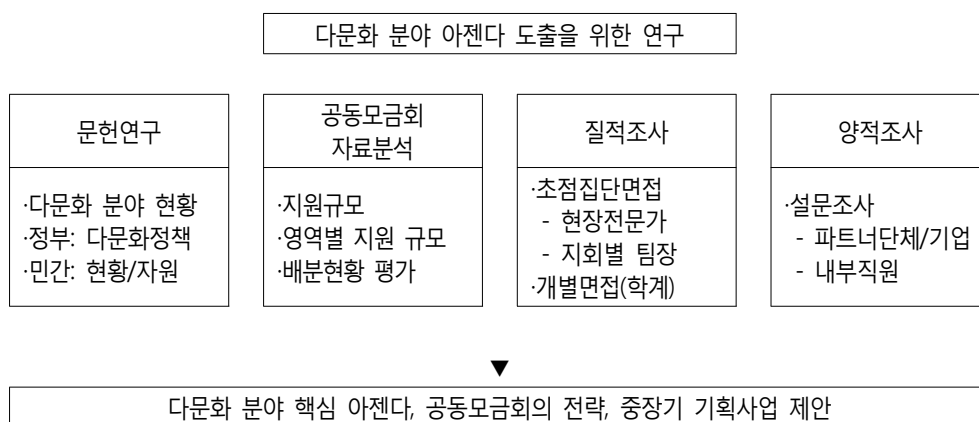 다문화 분야 아젠다 도출을 위한 연구
문헌연구
·다문화 분야 현황
·정부: 다문화정책
·민간: 현황/자원
공동모금회
자료분석
·지원규모
·영역별 지원 규모
·배분현황 평가
질적조사
·초점집단면접
- 현장전문가
- 지회별 팀장
·개별면접(학계)
양적조사
·설문조사
- 파트너단체/기업
- 내부직원
▼
다문화 분야 핵심 아젠다, 공동모금회의 전략, 중장기 기획사업 제안